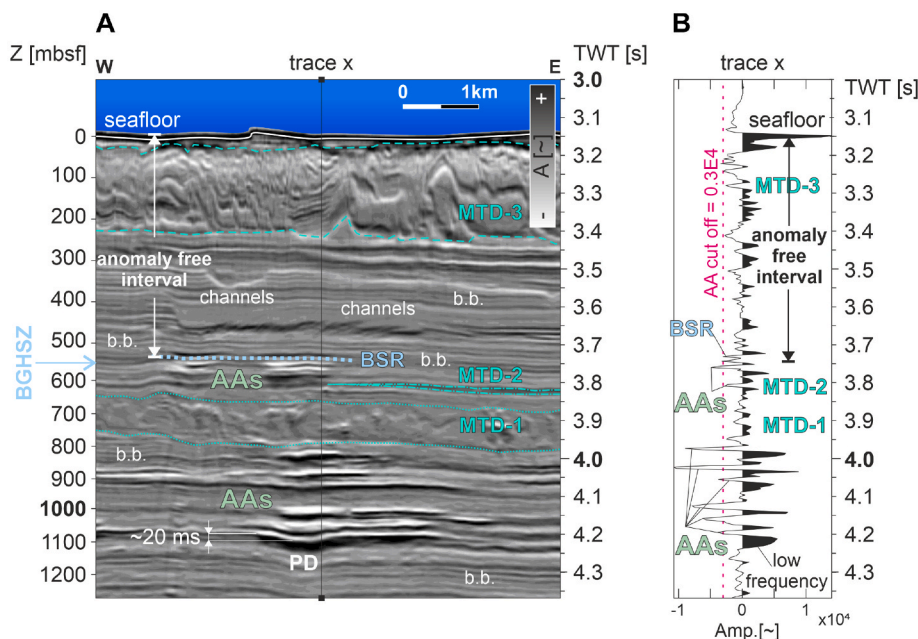 A
B
Z [mbsf]
W
trace x
E
TWT [s]
trace x
TWT [s]
0
1km
+
A [~]
-
seafloor
0
100
200
300
400
500
600
700
800
900
1000
1100
1200
BGHSZ
MTD-3
anomaly free
interval
channels
channels
b.b.
b.b.
b.b.
BSR
AAs
MTD-2
MTD-1
b.b.
AAs
~20 ms
PD
b.b.
3.0
3.1
3.2
3.3
3.4
3.5
3.6
3.7
3.8
3.9
4.0
4.1
4.2
4.3
AA cut off = 0.3E4
seafloor
MTD-3
anomaly
free
interval
BSR
AAs
MTD-2
MTD-1
AAs
low
frequency
3.1
3.2
3.3
3.4
3.5
3.6
3.7
3.8
3.9
4.0
4.1
4.2
4.3
-1
0
1
×10⁴
Amp.[~]